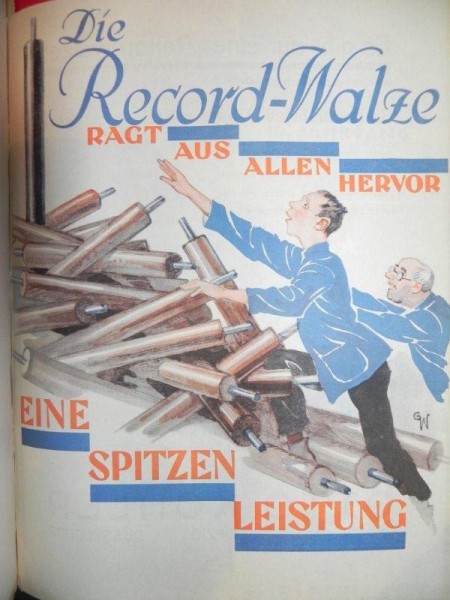 Die
Record-Walze
RAGT
AUS
ALLEN
HERVOR
GW
EINE
SPITZEN
LEISTUNG